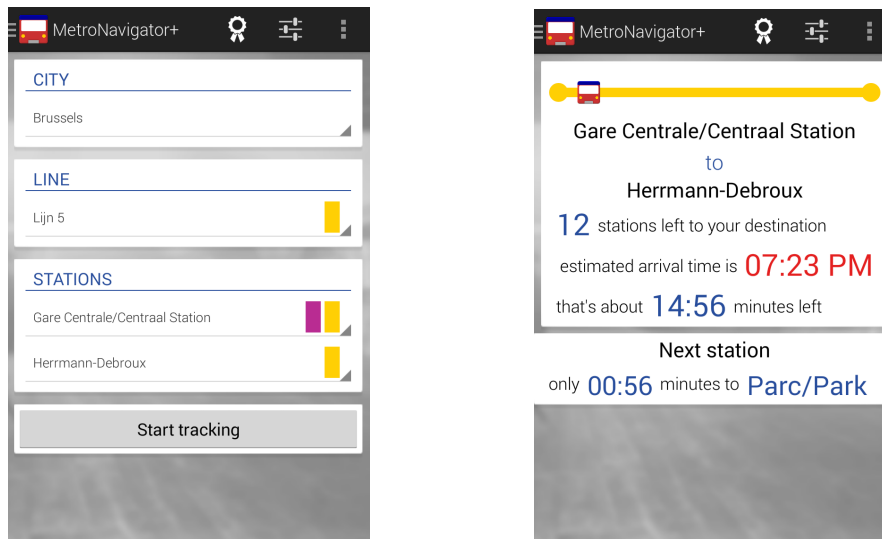 MetroNavigator+
CITY
Brussels
LINE
Lijn 5
STATIONS
Gare Centrale/Centraal Station
Herrmann-Debroux
Start tracking
MetroNavigator+
Gare Centrale/Centraal Station
to
Herrmann-Debroux
12 stations left to your destination
estimated arrival time is 07:23 PM
that's about 14:56 minutes left
Next station
only 00:56 minutes to Parc/Park